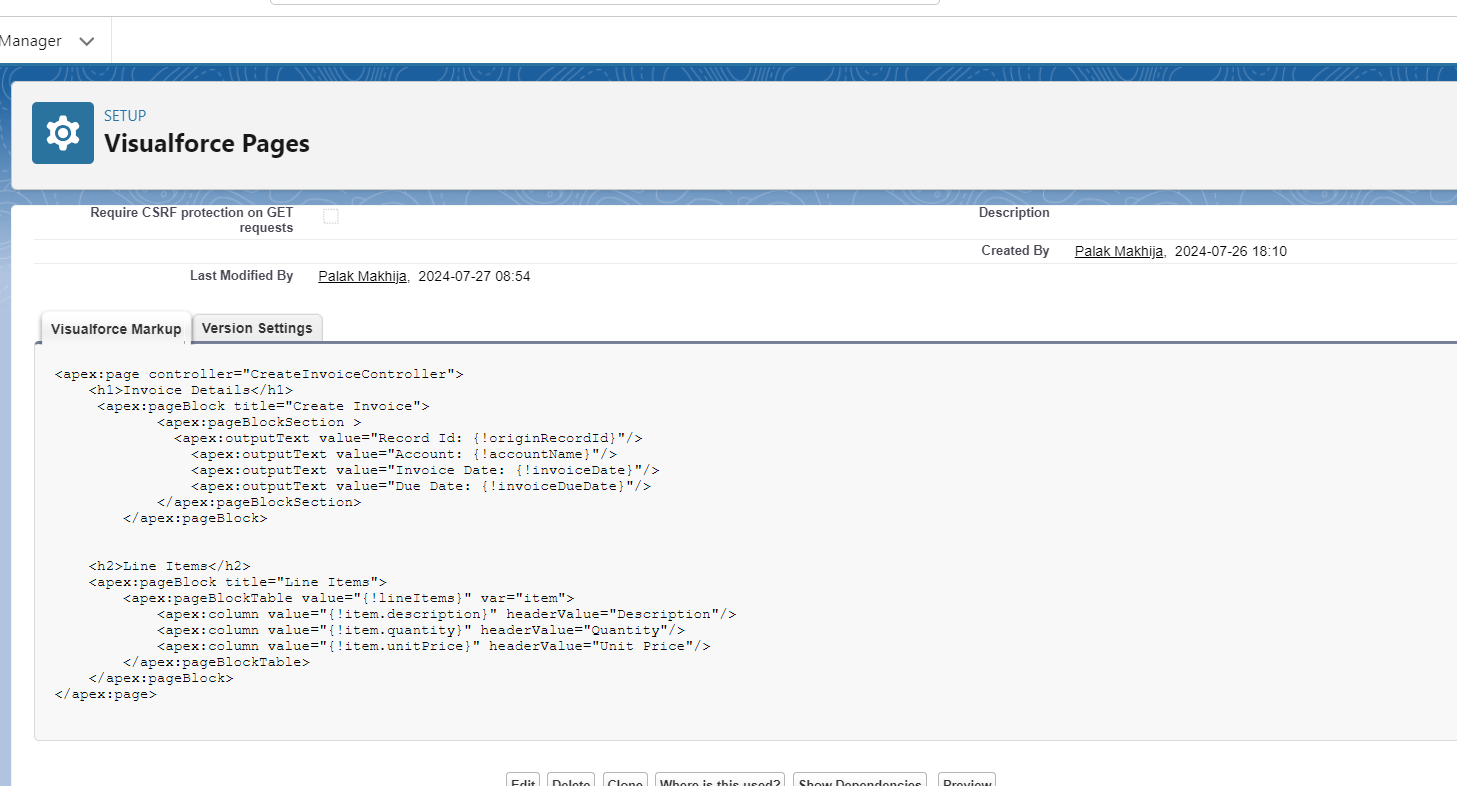 Manager
SETUP
Visualforce Pages
Require CSRF protection on GET
requests
Description
Created By Palak Makhija, 2024-07-26 18:10
Last Modified By Palak Makhija, 2024-07-27 08:54
Visualforce Markup Version Settings
<apex:page controller="CreateInvoiceController">
<h1>Invoice Details</h1>
<apex:pageBlock title="Create Invoice">
<apex:pageBlockSection >
<apex:outputText value="Record Id: {!originRecordId}"/>
<apex:outputText value="Account: {!accountName}"/>
<apex:outputText value="Invoice Date: {!invoiceDate}"/>
<apex:outputText value="Due Date: {!invoiceDueDate}"/>
</apex:pageBlockSection>
</apex:pageBlock>
<h2>Line Items</h2>
<apex:pageBlock title="Line Items">
<apex:pageBlockTable value="{!lineItems}" var="item">
<apex:column value="{!item.description}" headerValue="Description"/>
<apex:column value="{!item.quantity}" headerValue="Quantity"/>
<apex:column value="{!item.unitPrice}" headerValue="Unit Price"/>
</apex:pageBlockTable>
</apex:pageBlock>
</apex:page>
Edit Delete Clone Where is this used? Show Dependencies Preview